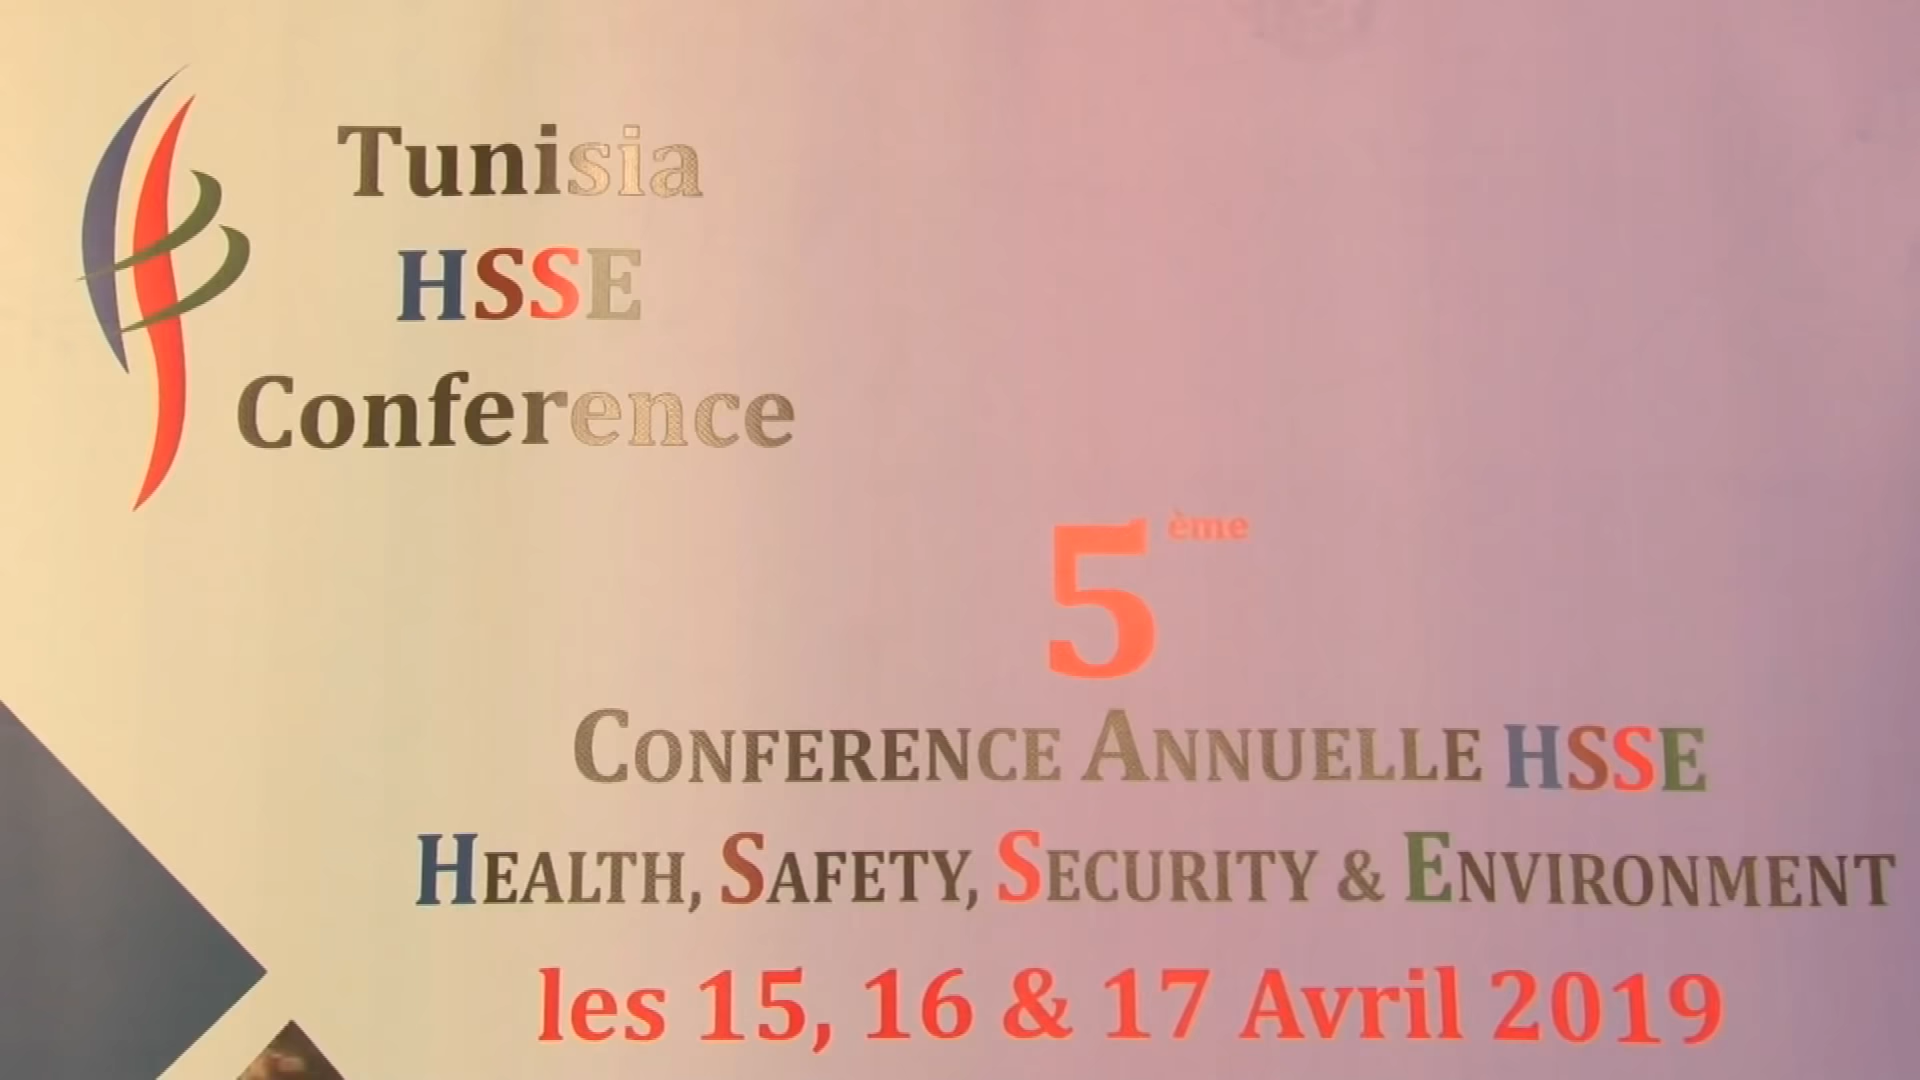 Tunisia
HSSE
Conference
5ème
CONFERENCE ANNUELLE HSSE
HEALTH, SAFETY, SECURITY & ENVIRONMENT
les 15, 16 & 17 Avril 2019